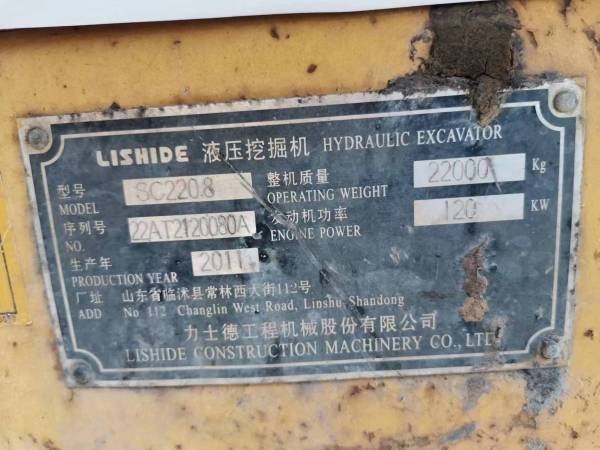 LISHIDE 液压挖掘机 HYDRAULIC EXCAVATOR
型号 SC220.8 整机质量 22000 Kg
MODEL OPERATING WEIGHT
序列号 22AT2120080A 发动机功率 120 KW
NO. ENGINE POWER
生产年 2011
PRODUCTION YEAR
厂址 山东省临沭县常林西大街112号
ADD No 112 Changlin West Road, Linshu, Shandong
力士德工程机械股份有限公司
LISHIDE CONSTRUCTION MACHINERY CO., LTD